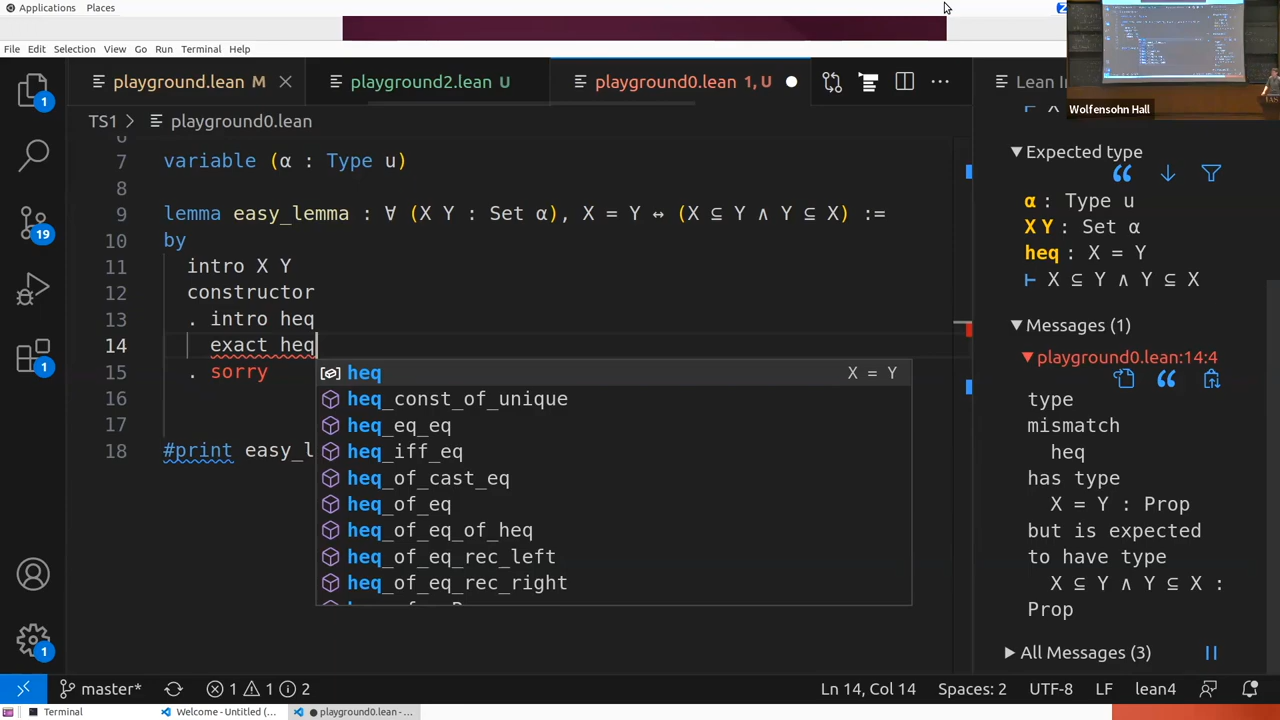 Applications Places
File Edit Selection View Go Run Terminal Help
playground.lean M playground2.lean U playground0.lean 1, U
Lean In
Wolfensohn Hall
TS1 > playground0.lean
7 variable (α : Type u)
8
9 lemma easy_lemma : ∀ (X Y : Set α), X = Y ↔ (X ⊆ Y ∧ Y ⊆ X) :=
10 by
11 intro X Y
12 constructor
13 . intro heq
14 exact heq
15 . sorry
16
17
18 #print easy_l
heq X = Y
heq_const_of_unique
heq_eq_eq
heq_iff_eq
heq_of_cast_eq
heq_of_eq
heq_of_eq_of_heq
heq_of_eq_rec_left
heq_of_eq_rec_right
Expected type
α : Type u
X Y : Set α
heq : X = Y
⊢ X ⊆ Y ∧ Y ⊆ X
Messages (1)
playground0.lean:14:4
type
mismatch
heq
has type
X = Y : Prop
but is expected
to have type
X ⊆ Y ∧ Y ⊆ X :
Prop
All Messages (3)
1
19
1
1
master* 1 1 2 Ln 14, Col 14 Spaces: 2 UTF-8 LF lean4
Terminal Welcome - Untitled (... ● playground0.lean - ...